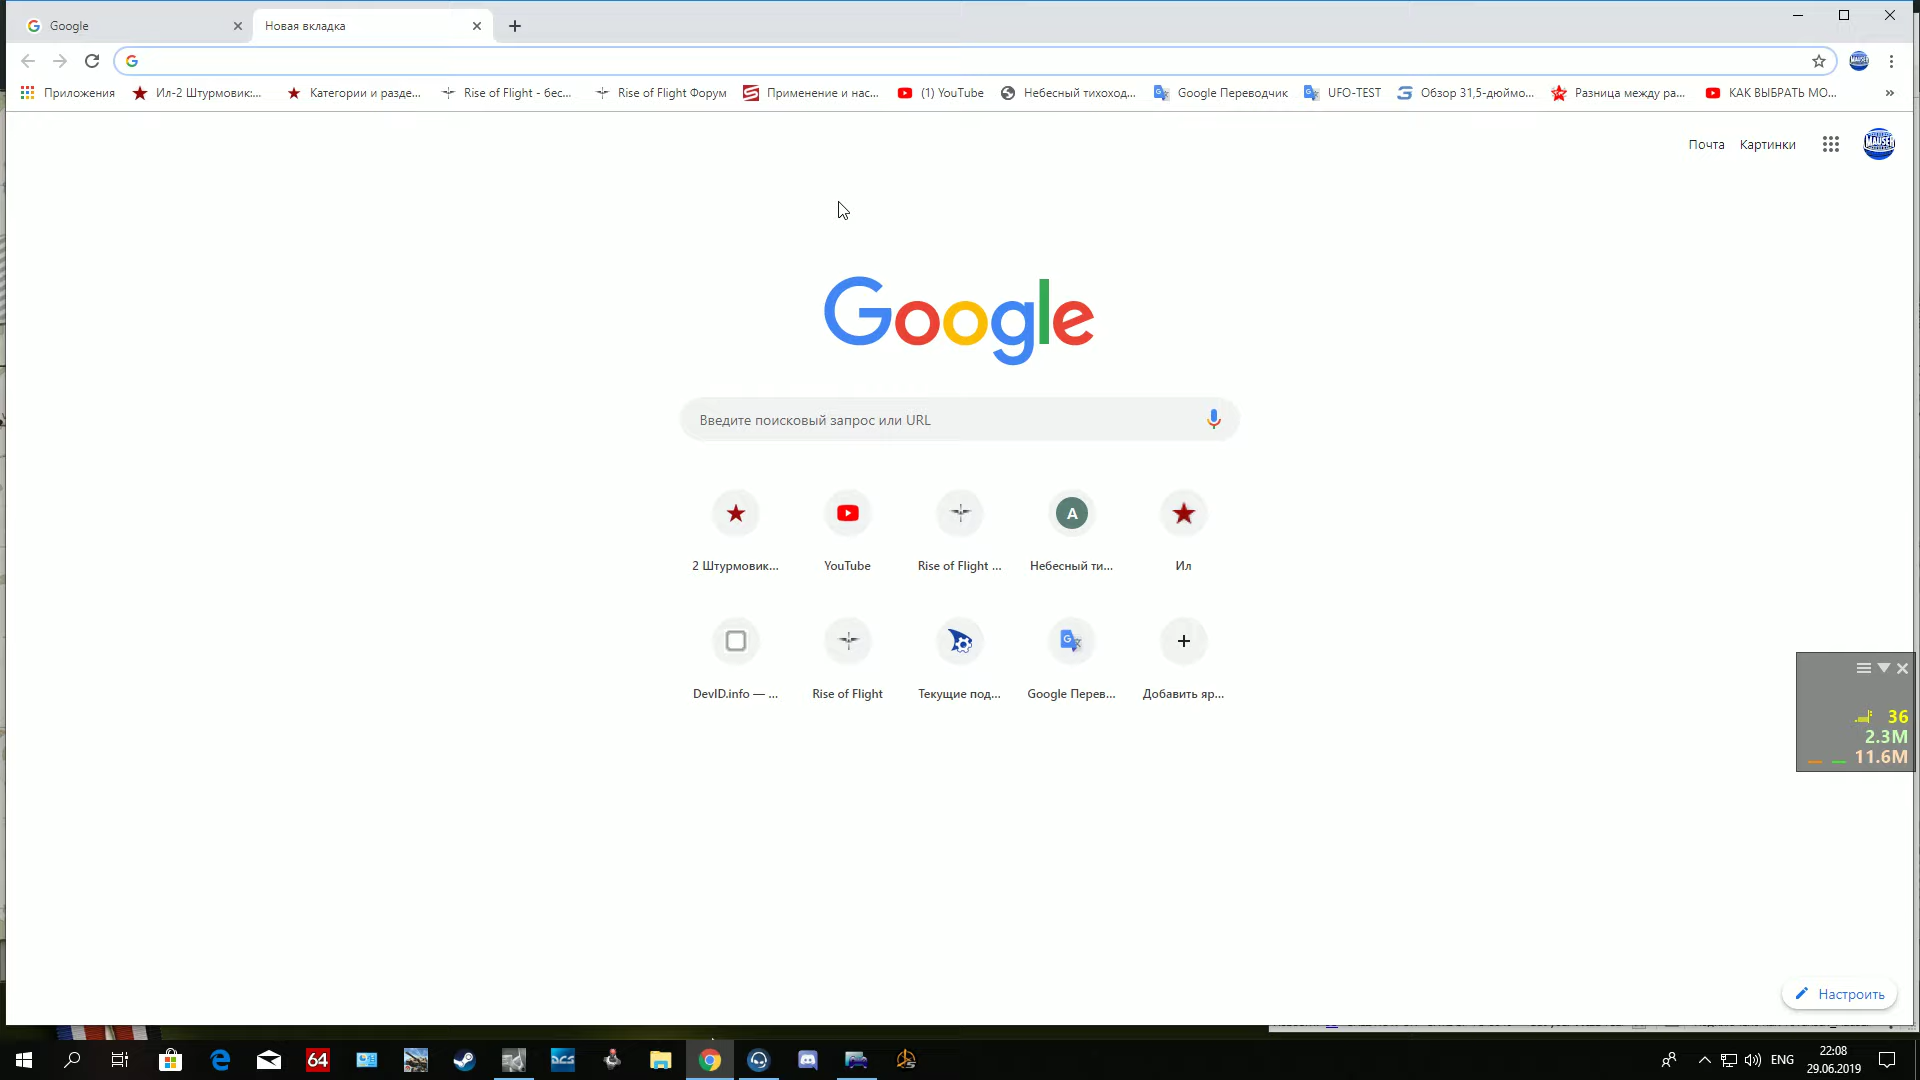 Google
Новая вкладка
Приложения
Ил-2 Штурмовик:...
Категории и разде...
Rise of Flight - бес...
Rise of Flight Форум
Применение и нас...
(1) YouTube
Небесный тихоход...
Google Переводчик
UFO-TEST
Обзор 31,5-дюймо...
Разница между ра...
КАК ВЫБРАТЬ МО...
»
Почта
Картинки
MAUSER
Google
Введите поисковый запрос или URL
2 Штурмовик...
YouTube
Rise of Flight ...
A
Небесный ти...
Ил
DevID.info — ...
Rise of Flight
Текущие под...
Google Перев...
Добавить яр...
36
2.3M
11.6M
Настроить
64
DCS
ENG
22:08
29.06.2019